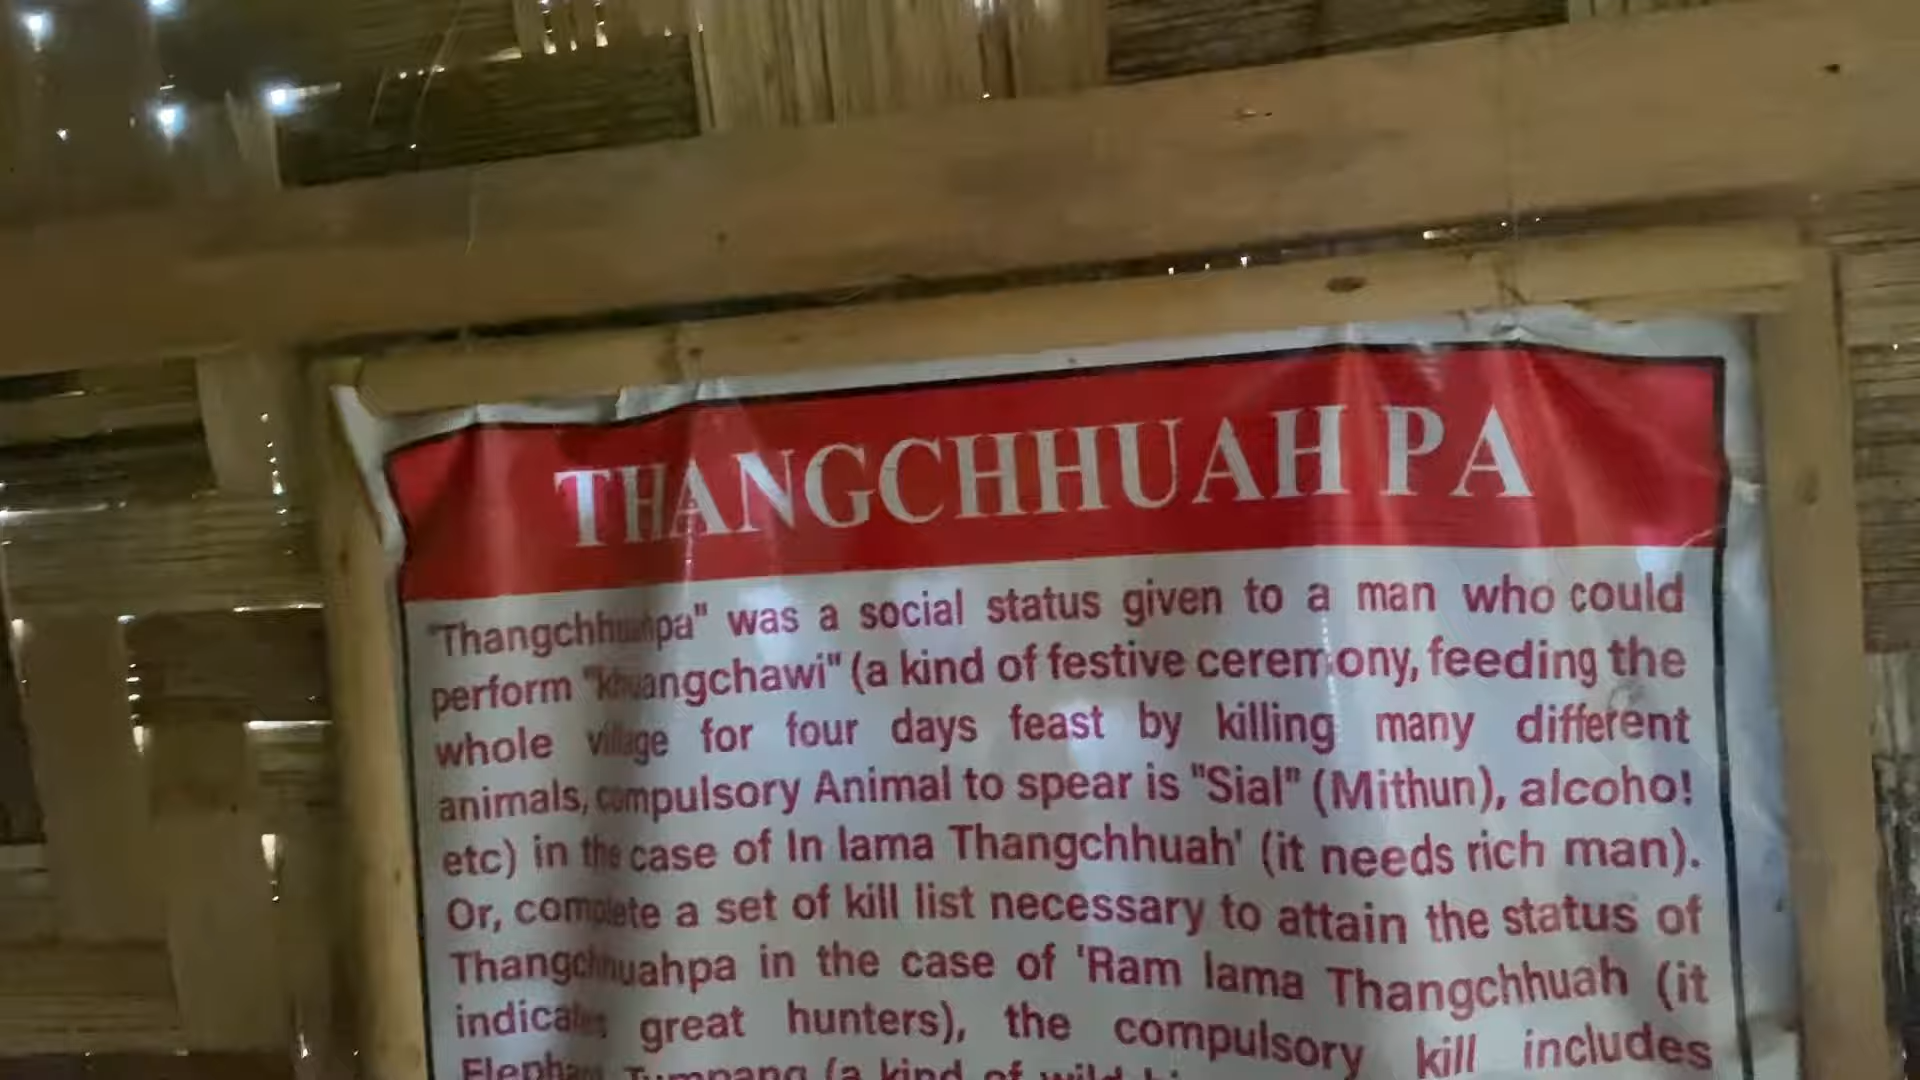 THANGCHHUAH PA
"Thangchhuahpa" was a social status given to a man who could
perform "khuangchawi" (a kind of festive ceremony, feeding the
whole village for four days feast by killing many different
animals, compulsory Animal to spear is "Sial" (Mithun), alcohol
etc) in the case of In lama Thangchhuah' (it needs rich man).
Or, complete a set of kill list necessary to attain the status of
Thangchhuahpa in the case of 'Ram lama Thangchhuah (it
indicates great hunters), the compulsory kill includes
Elephant, Tumpang (a kind of wild